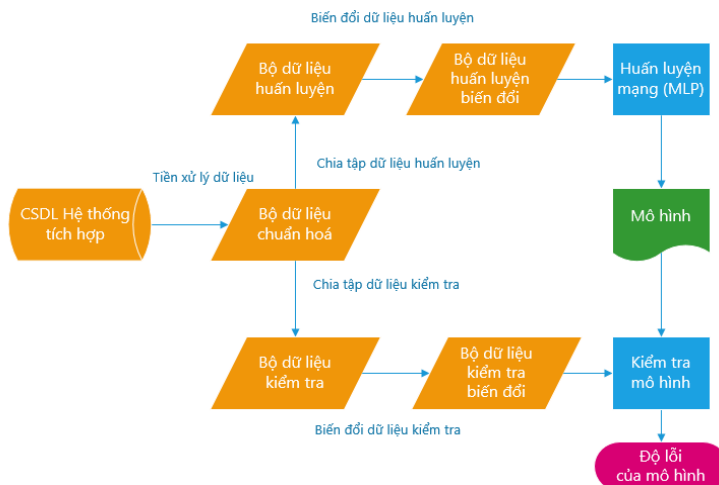 Biến đổi dữ liệu huấn luyện
Bộ dữ liệu
huấn luyện
Bộ dữ liệu
huấn luyện
biến đổi
Huấn luyện
mạng (MLP)
Tiền xử lý dữ liệu
Chia tập dữ liệu huấn luyện
CSDL Hệ thống
tích hợp
Bộ dữ liệu
chuẩn hoá
Mô hình
Chia tập dữ liệu kiểm tra
Bộ dữ liệu
kiểm tra
Bộ dữ liệu
kiểm tra
biến đổi
Kiểm tra
mô hình
Biến đổi dữ liệu kiểm tra
Độ lỗi
của mô hình